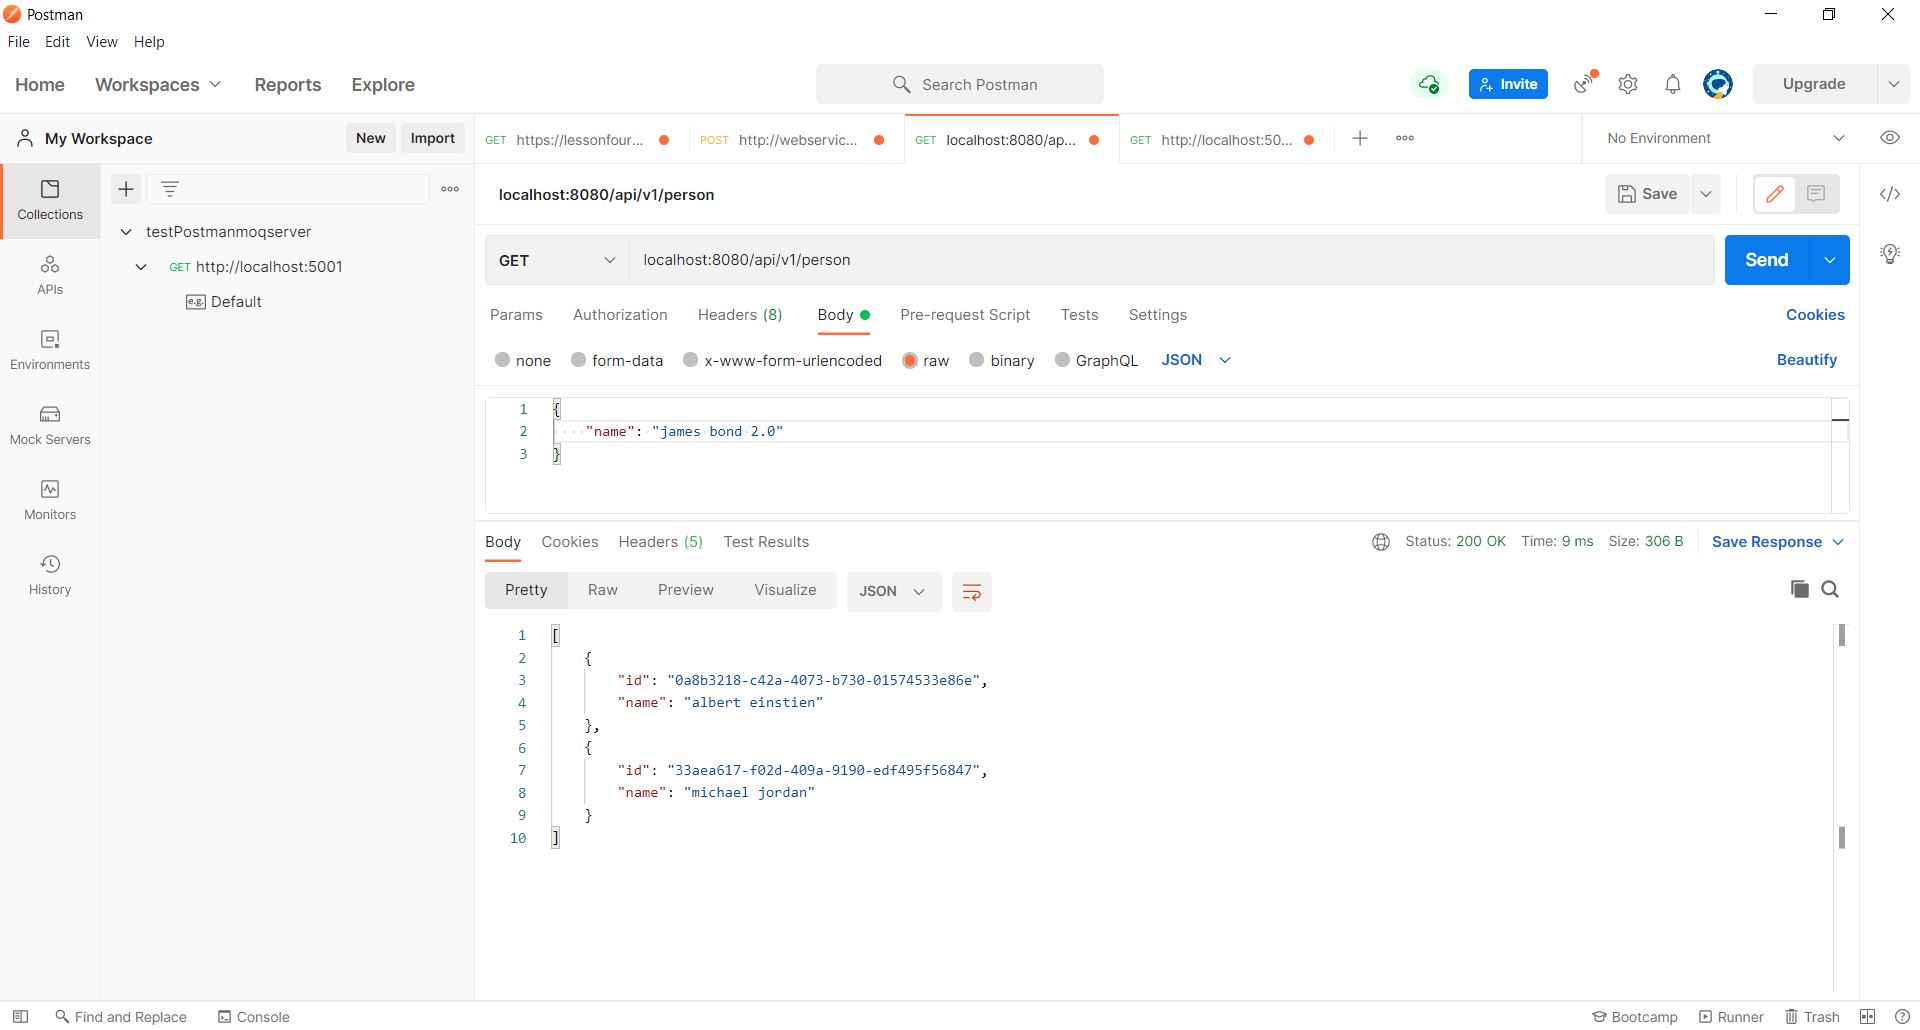 Postman
File Edit View Help
Home Workspaces Reports Explore Search Postman Invite Upgrade
My Workspace New Import
GET https://lessonfour... POST http://webservic... GET localhost:8080/ap... GET http://localhost:50... No Environment
Collections
APIs
Environments
Mock Servers
Monitors
History
testPostmanmoqserver
GET http://localhost:5001
e.g. Default
localhost:8080/api/v1/person Save
GET localhost:8080/api/v1/person Send
Params Authorization Headers (8) Body Pre-request Script Tests Settings Cookies
none form-data x-www-form-urlencoded raw binary GraphQL JSON Beautify
1 {
2 "name": "james bond 2.0"
3 }
Body Cookies Headers (5) Test Results Status: 200 OK Time: 9 ms Size: 306 B Save Response
Pretty Raw Preview Visualize JSON
1 [
2 {
3 "id": "0a8b3218-c42a-4073-b730-01574533e86e",
4 "name": "albert einstien"
5 },
6 {
7 "id": "33aea617-f02d-409a-9190-edf495f56847",
8 "name": "michael jordan"
9 }
10 ]
Find and Replace Console Bootcamp Runner Trash